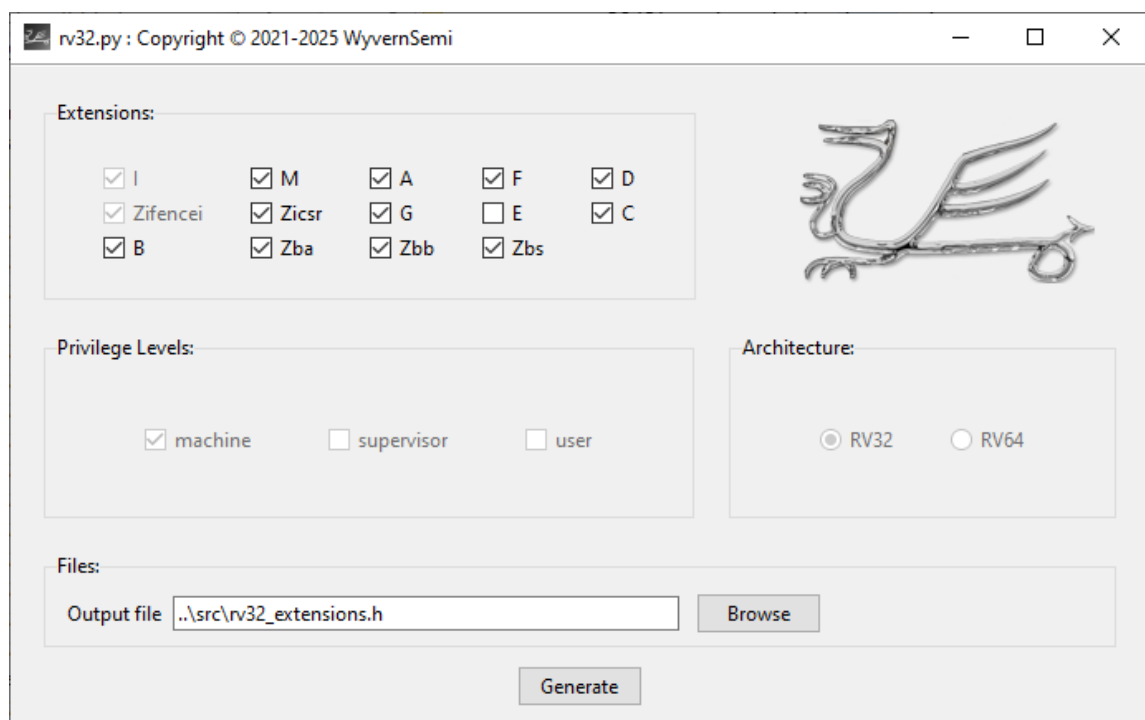 rv32.py : Copyright © 2021-2025 WyvernSemi
Extensions:
I M A F D
Zifencei Zicsr G E C
B Zba Zbb Zbs
Privilege Levels:
machine supervisor user
Architecture:
RV32 RV64
Files:
Output file ..\src\rv32_extensions.h Browse
Generate